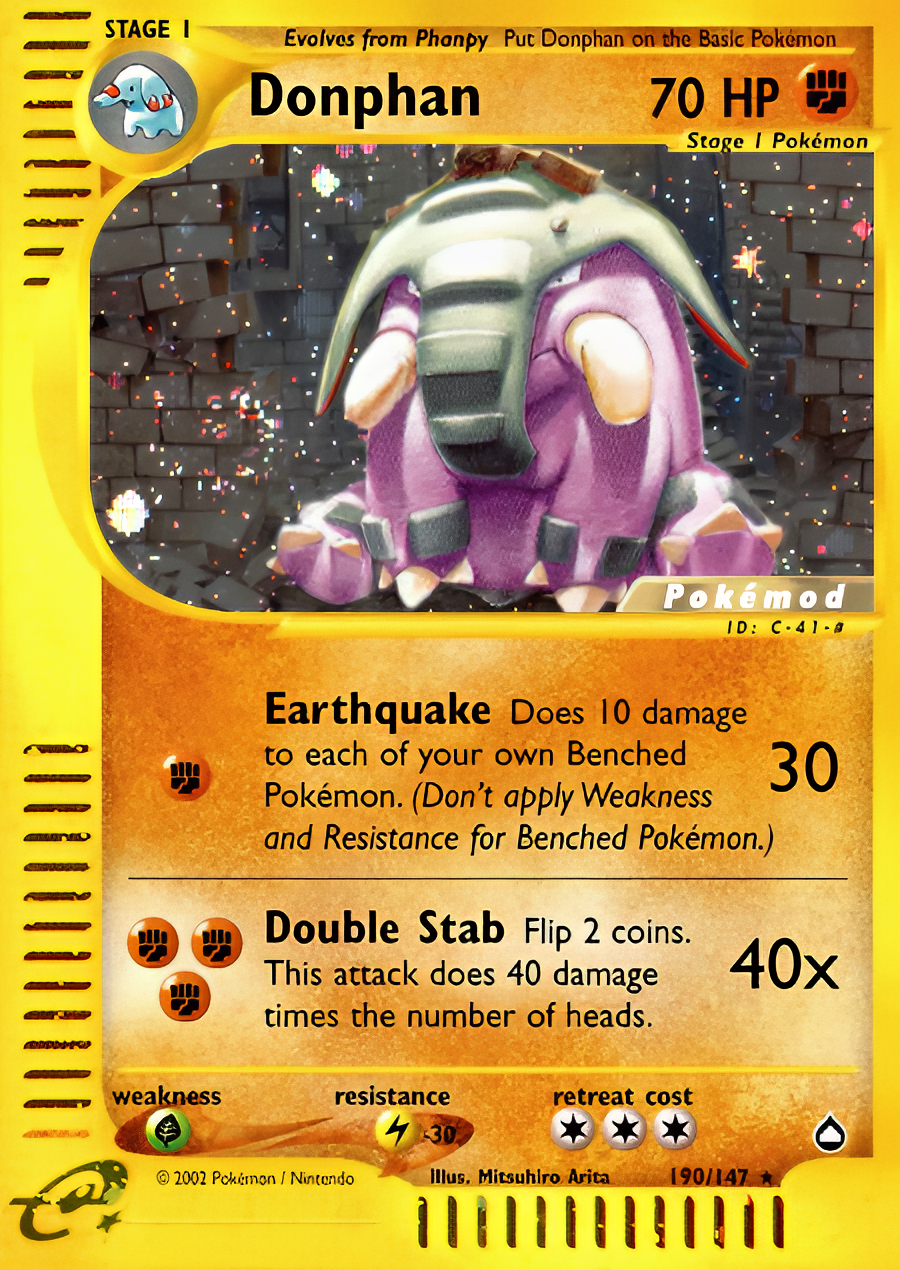 STAGE 1
Evolves from Phanpy Put Donphan on the Basic Pokémon
Donphan 70 HP
Stage 1 Pokémon
Pokémod
ID: C-41-#
Earthquake Does 10 damage
to each of your own Benched
Pokémon. (Don't apply Weakness
and Resistance for Benched Pokémon.)
30
Double Stab Flip 2 coins.
This attack does 40 damage
times the number of heads.
40x
weakness resistance retreat cost
-30
© 2002 Pokémon / Nintendo Illus. Mitsuhiro Arita 190/147 ★